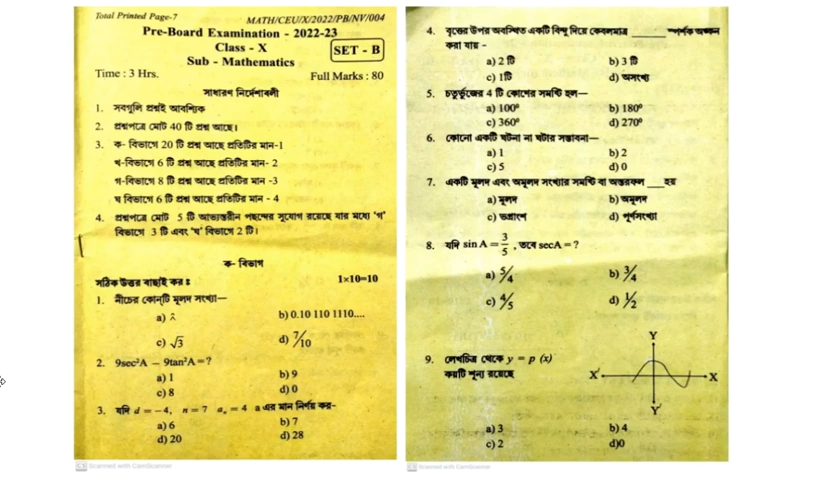 Total Printed Page-7
MATH/CEU/X/2022/PB/NV/004
Pre-Board Examination - 2022-23
Class - X
SET - B
Sub - Mathematics
Time : 3 Hrs.
Full Marks : 80
সাধারণ নির্দেশাবলী
1. সবগুলি প্রশ্নই আবশ্যিক
2. প্রশ্নপত্রে মোট 40 টি প্রশ্ন আছে।
3. ক- বিভাগে 20 টি প্রশ্ন আছে প্রতিটির মান-1
খ-বিভাগে 6 টি প্রশ্ন আছে প্রতিটির মান- 2
গ-বিভাগে 8 টি প্রশ্ন আছে প্রতিটির মান -3
ঘ বিভাগে 6 টি প্রশ্ন আছে প্রতিটির মান - 4
4. প্রশ্নপত্রে মোট 5 টি আভ্যন্তরীন পছন্দের সুযোগ রয়েছে যার মধ্যে 'গ'
বিভাগে 3 টি এবং 'ঘ' বিভাগে 2 টি।
ক- বিভাগ
সঠিক উত্তর বাছাই কর ঃ
1×10=10
1. নীচের কোন্‌টি মূলদ সংখ্যা—
a)
b) 0.10 110 1110....
c) √3
d) 7/10
2. 9sec²A − 9tan²A = ?
a) 1
b) 9
c) 8
d) 0
3. যদি d = −4, n = 7 aₙ = 4 a এর মান নির্ণয় কর-
a) 6
b) 7
d) 20
d) 28
Scanned with CamScanner
4. বৃত্তের উপর অবস্থিত একটি বিন্দু দিয়ে কেবলমাত্র ______ স্পর্শক অঙ্কন
করা যায় -
a) 2 টি
b) 3 টি
c) 1টি
d) অসংখ্য
5. চতুর্ভুজের 4 টি কোণের সমষ্টি হল—
a) 100°
b) 180°
c) 360°
d) 270°
6. কোনো একটি ঘটনা না ঘটার সম্ভাবনা—
a) 1
b) 2
c) 5
d) 0
7. একটি মূলদ এবং অমূলদ সংখ্যার সমষ্টি বা অন্তরফল ___ হয়
a) মূলদ
b) অমূলদ
c) ভগ্নাংশ
d) পূর্ণসংখ্যা
8. যদি sin A = 3/5 , তবে secA = ?
a) 5/4
b) 3/4
c) 4/5
d) 1/2
9. লেখচিত্র থেকে y = p (x)
কয়টি শূন্য রয়েছে
Y
X'
X
Y'
a) 3
b) 4
c) 2
d)0
Scanned with CamScanner